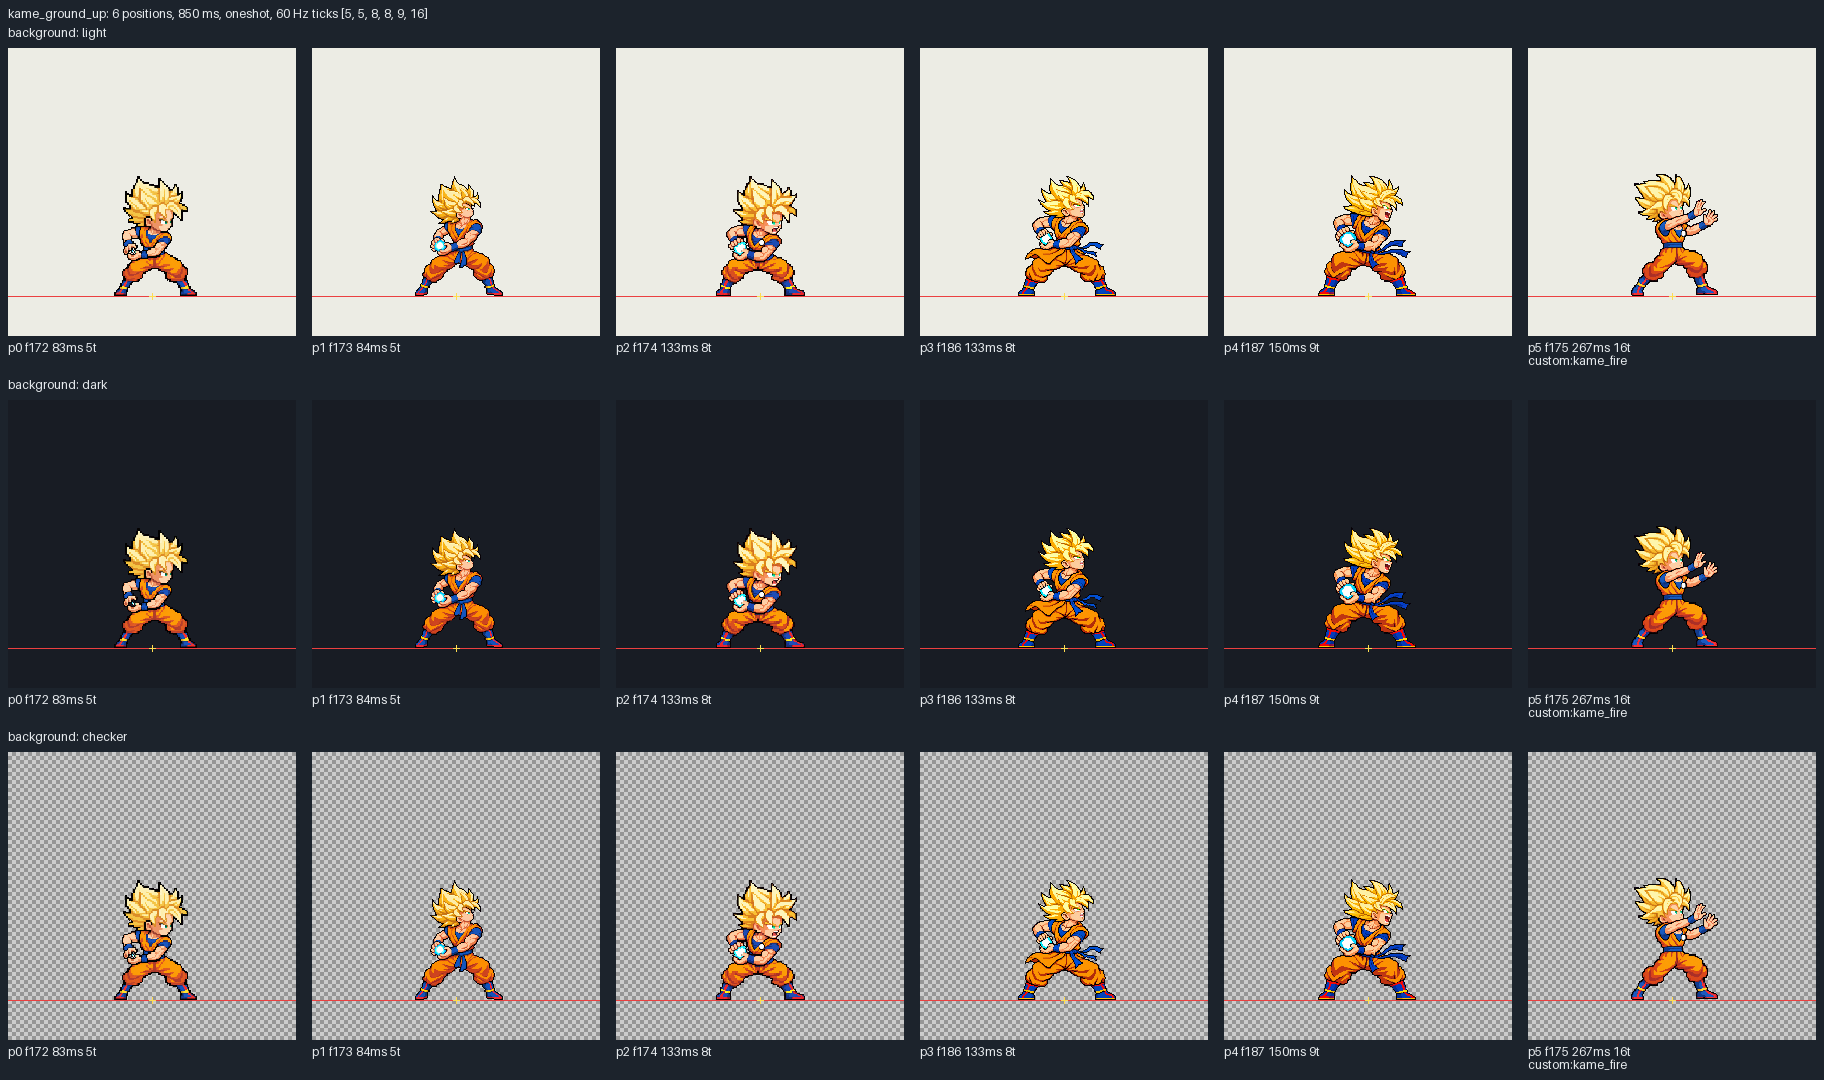 kame_ground_up: 6 positions, 850 ms, oneshot, 60 Hz ticks [5, 5, 8, 8, 9, 16]
background: light
p0 f172 83ms 5t
p1 f173 84ms 5t
p2 f174 133ms 8t
p3 f186 133ms 8t
p4 f187 150ms 9t
p5 f175 267ms 16t
custom:kame_fire
background: dark
p0 f172 83ms 5t
p1 f173 84ms 5t
p2 f174 133ms 8t
p3 f186 133ms 8t
p4 f187 150ms 9t
p5 f175 267ms 16t
custom:kame_fire
background: checker
p0 f172 83ms 5t
p1 f173 84ms 5t
p2 f174 133ms 8t
p3 f186 133ms 8t
p4 f187 150ms 9t
p5 f175 267ms 16t
custom:kame_fire